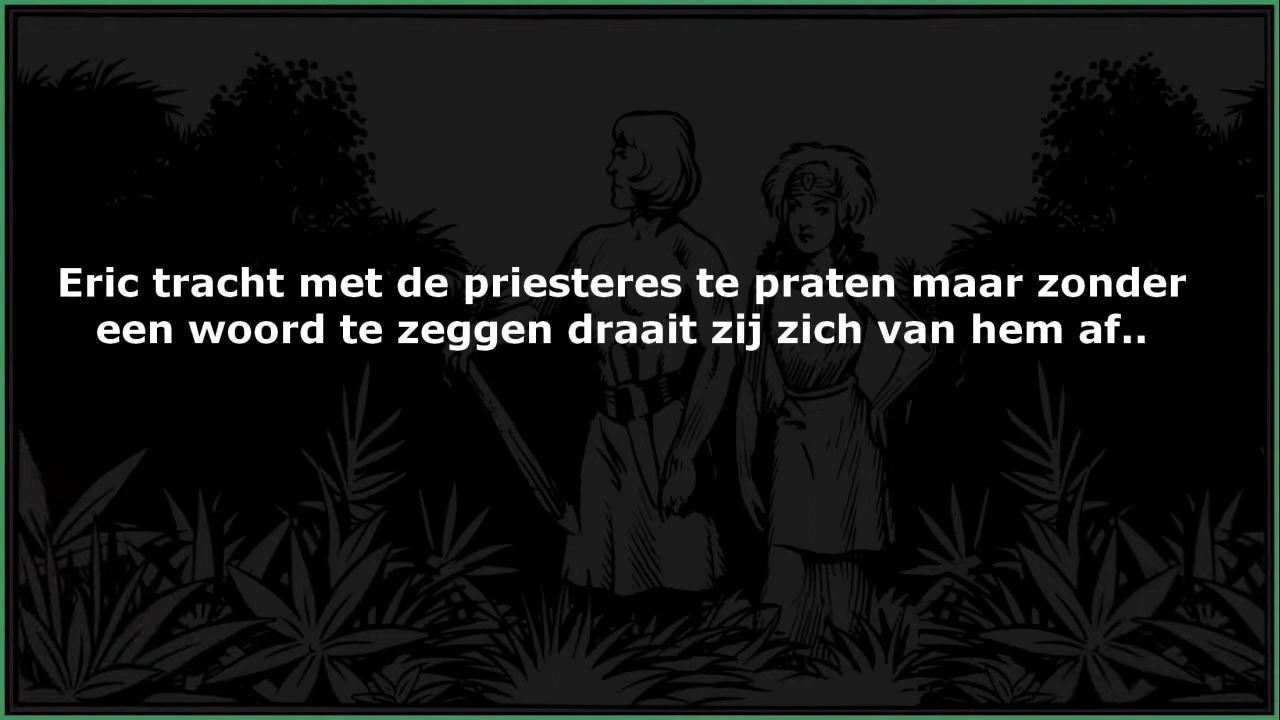 Eric tracht met de priesteres te praten maar zonder
een woord te zeggen draait zij zich van hem af..